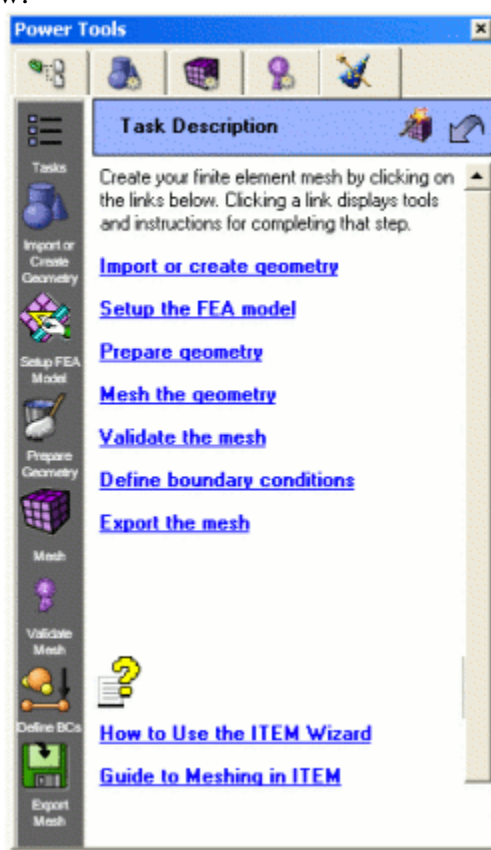 Power Tools
Task Description
Tasks
Create your finite element mesh by clicking on
the links below. Clicking a link displays tools
and instructions for completing that step.
Import or
Create
Geometry
Import or create geometry
Setup the FEA model
Setup FEA
Model
Prepare geometry
Mesh the geometry
Prepare
Geometry
Validate the mesh
Define boundary conditions
Export the mesh
Mesh
Validate
Mesh
Define BCs
How to Use the ITEM Wizard
Guide to Meshing in ITEM
Export
Mesh